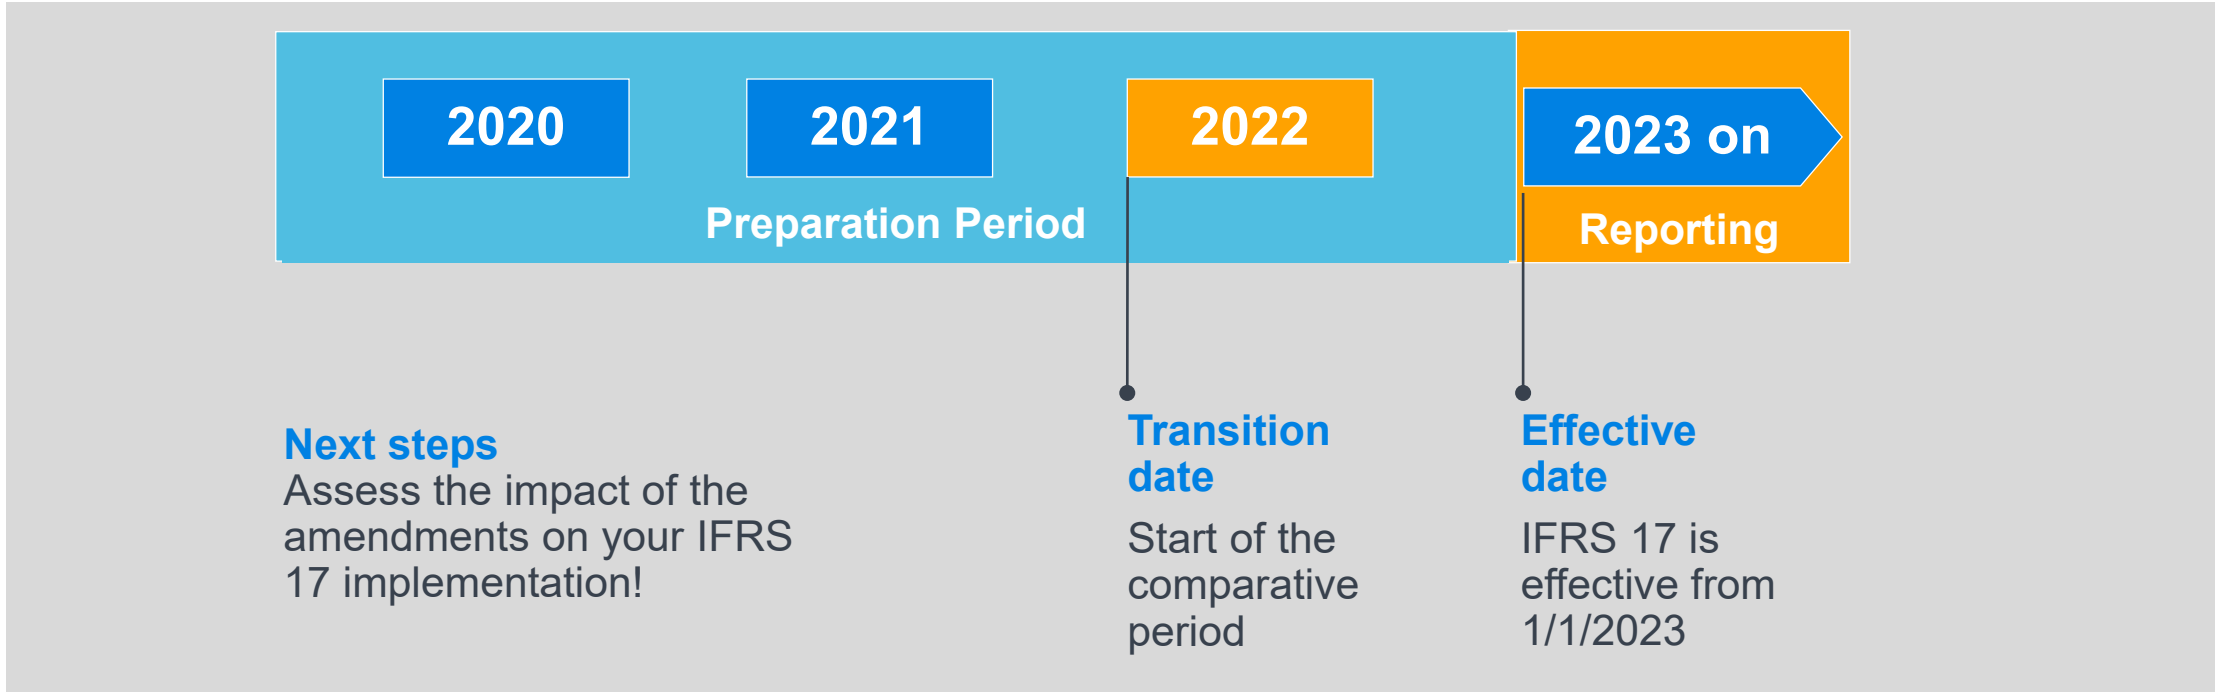 2020
2021
2022
2023 on
Preparation Period
Reporting
Next steps
Assess the impact of the
amendments on your IFRS
17 implementation!
Transition
date
Start of the
comparative
period
Effective
date
IFRS 17 is
effective from
1/1/2023